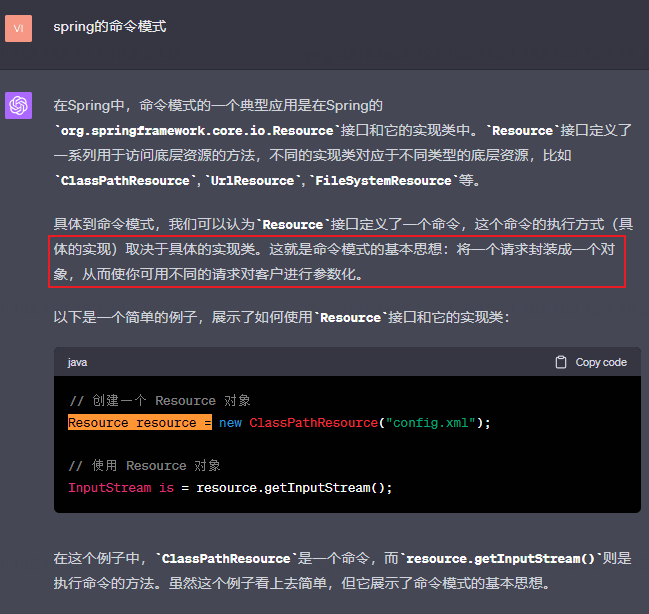 VI
spring的命令模式
在Spring中，命令模式的一个典型应用是在Spring的
`org.springframework.core.io.Resource`接口和它的实现类中。`Resource`接口定义了
一系列用于访问底层资源的方法，不同的实现类对应于不同类型的底层资源，比如
`ClassPathResource`,`UrlResource`,`FileSystemResource`等。
具体到命令模式，我们可以认为`Resource`接口定义了一个命令，这个命令的执行方式（具
体的实现）取决于具体的实现类。这就是命令模式的基本思想：将一个请求封装成一个对
象，从而使你可用不同的请求对客户进行参数化。
以下是一个简单的例子，展示了如何使用`Resource`接口和它的实现类：
java
Copy code
// 创建一个 Resource 对象
Resource resource = new ClassPathResource("config.xml");
// 使用 Resource 对象
InputStream is = resource.getInputStream();
在这个例子中，`ClassPathResource`是一个命令，而`resource.getInputStream()`则是
执行命令的方法。虽然这个例子看上去简单，但它展示了命令模式的基本思想。